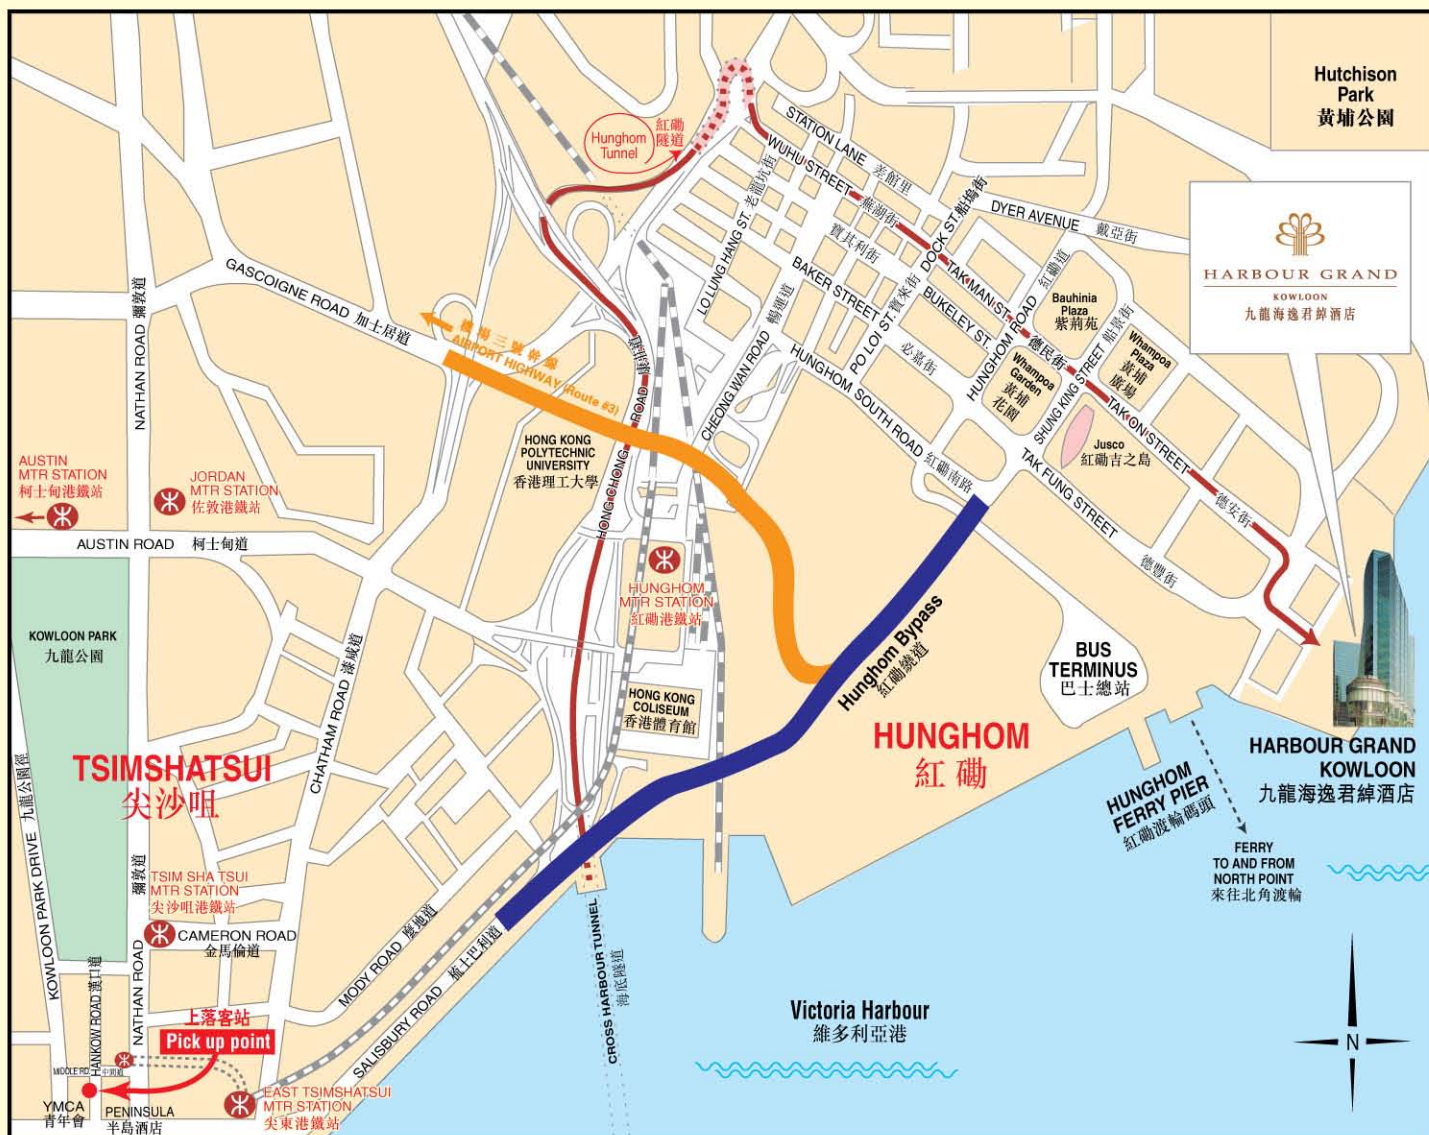 Hutchison
Park
黃埔公園
Hunghom
Tunnel
紅磡
隧道
STATION LANE 差館里
WUHU STREET 蕪湖街
DYER AVENUE 戴亞街
HARBOUR GRAND
KOWLOON
九龍海逸君綽酒店
GASCOIGNE ROAD 加士居道
NATHAN ROAD 彌敦道
機場三號幹線
AIRPORT HIGHWAY (Route #3)
LO LUNG HANG ST. 老龍坑街
BAKER STREET
寶其利街
BUKELEY ST.
必嘉街
DOCK ST. 船塢街
PO LOI ST. 寶來街
TAK MAN ST. 德民街
HUNGHOM ROAD 紅磡道
Bauhinia
Plaza
紫荊苑
Whampoa
Plaza
黃埔
廣場
Whampoa
Garden
黃埔
花園
SHUNG KING STREET 船景街
TAK ON STREET 德安街
Jusco
紅磡吉之島
TAK FUNG STREET 德豐街
CHEONG WAN ROAD 暢運道
HUNGHOM SOUTH ROAD 紅磡南路
HONG CHONG ROAD 康莊道
HONG KONG
POLYTECHNIC
UNIVERSITY
香港理工大學
AUSTIN
MTR STATION
柯士甸港鐵站
JORDAN
MTR STATION
佐敦港鐵站
AUSTIN ROAD 柯士甸道
HUNGHOM
MTR STATION
紅磡港鐵站
KOWLOON PARK
九龍公園
CHATHAM ROAD 漆咸道
HONG KONG
COLISEUM
香港體育館
Hunghom Bypass
紅磡繞道
BUS
TERMINUS
巴士總站
HUNGHOM
紅磡
TSIMSHATSUI
尖沙咀
HARBOUR GRAND
KOWLOON
九龍海逸君綽酒店
HUNGHOM
FERRY PIER
紅磡渡輪碼頭
FERRY
TO AND FROM
NORTH POINT
來往北角渡輪
KOWLOON PARK DRIVE 九龍公園徑
彌敦道
TSIM SHA TSUI
MTR STATION
尖沙咀港鐵站
CAMERON ROAD
金馬倫道
MODY ROAD 麼地道
SALISBURY ROAD 梳士巴利道
CROSS HARBOUR TUNNEL
海底隧道
Victoria Harbour
維多利亞港
NATHAN ROAD
HANKOW ROAD 漢口道
上落客站
Pick up point
MIDDLE RD. 中間道
YMCA
青年會
PENINSULA
半島酒店
EAST TSIMSHATSUI
MTR STATION
尖東港鐵站
N